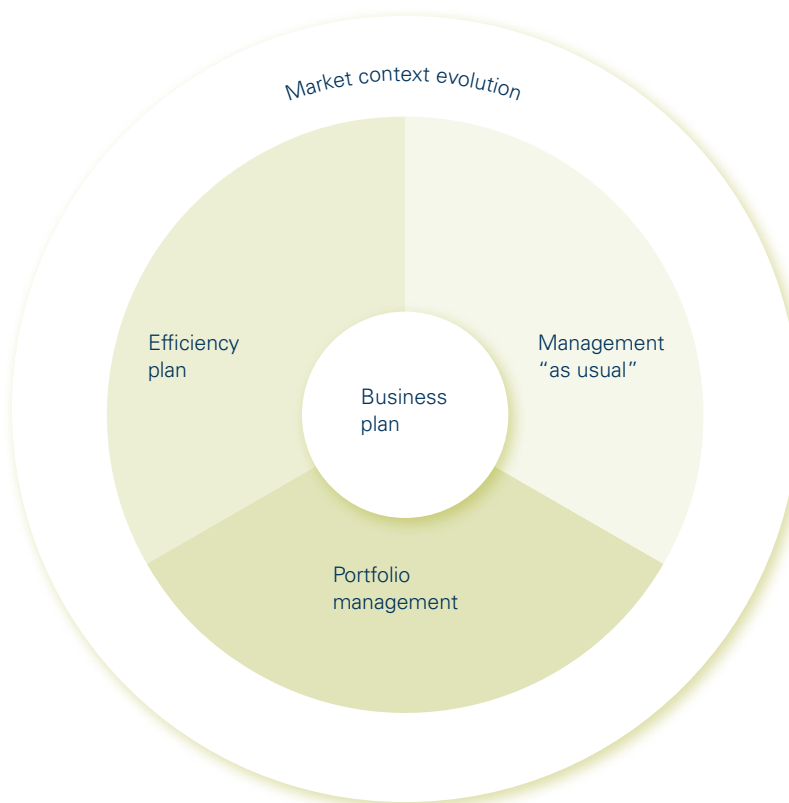 Market context evolution
Efficiency
plan
Management
“as usual”
Business
plan
Portfolio
management